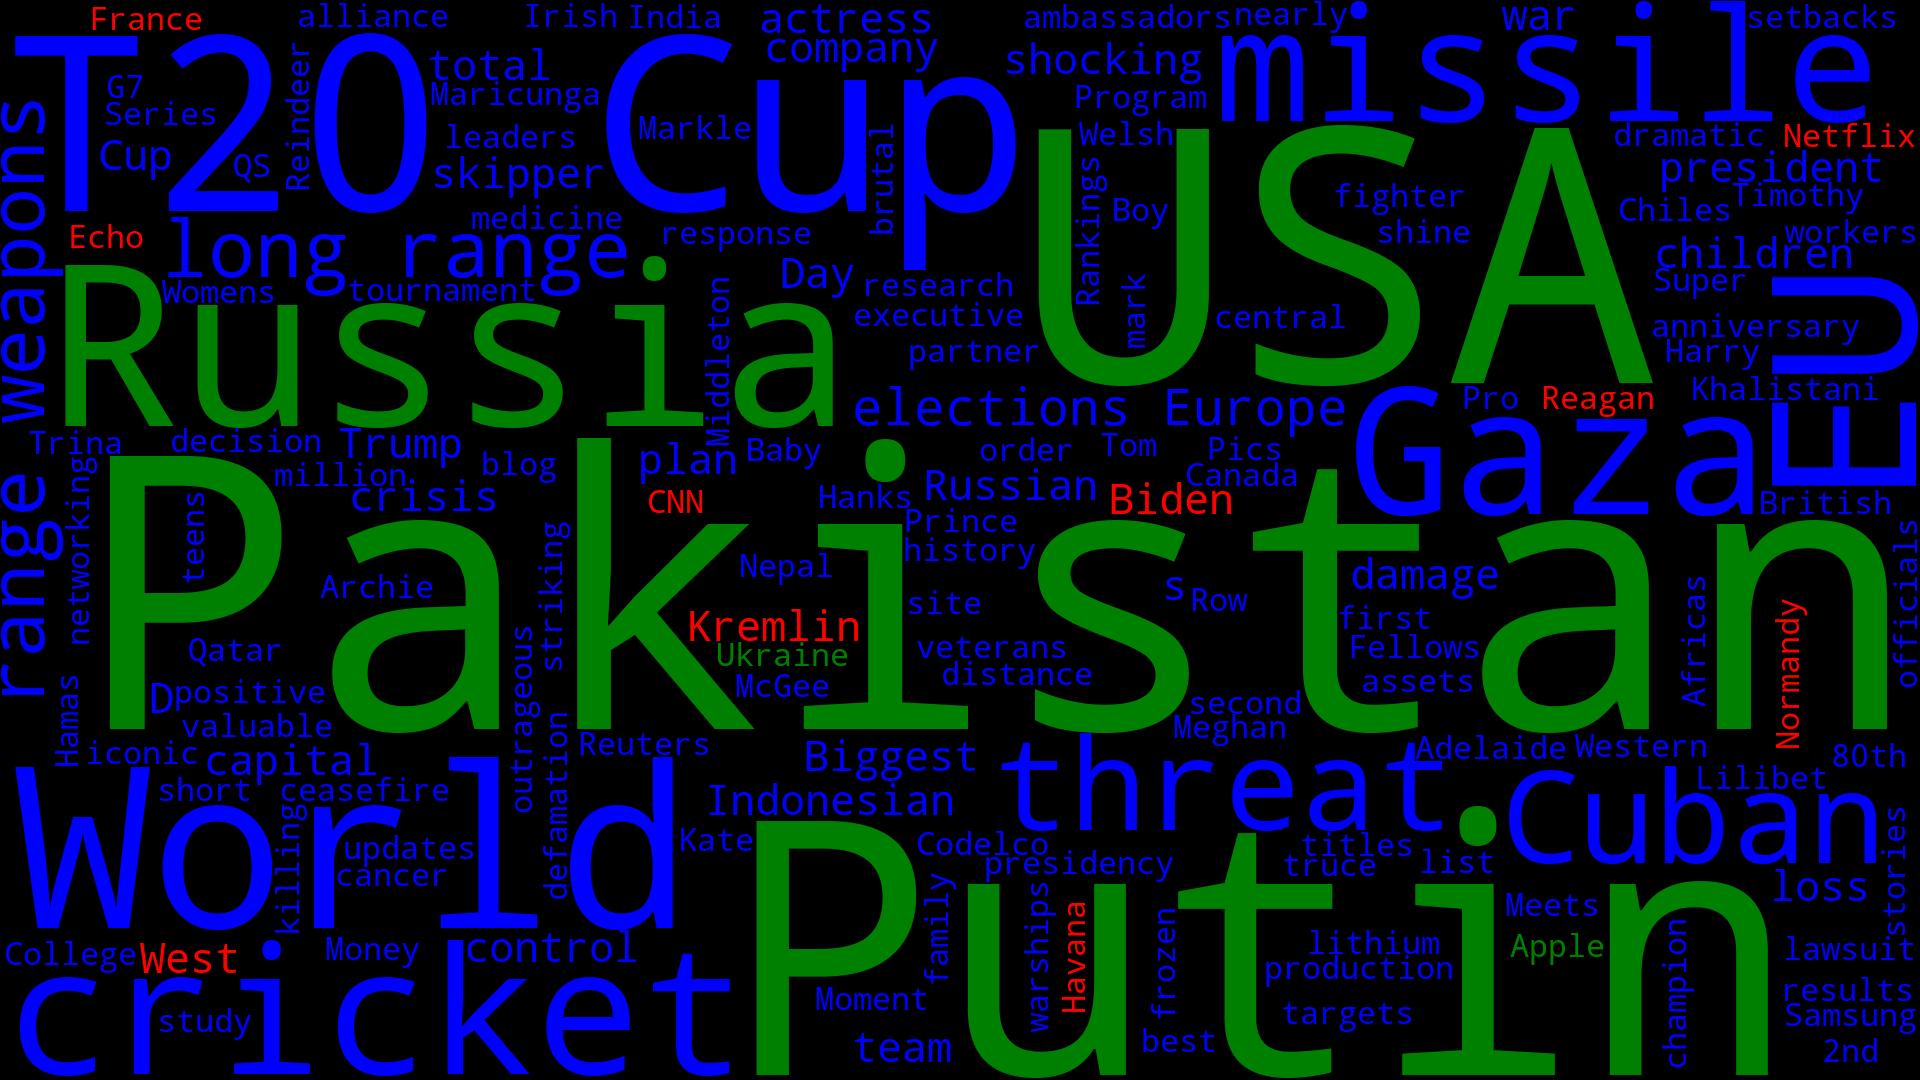 France
alliance
Irish
India
actress
ambassadors
nearly
missile
war
setbacks
T20 Cup
company
total
shocking
G7
Series
Reindeer
Maricunga
Program
Markle
leaders
Welsh
dramatic
Netflix
Cup
QS
skipper
brutal
USA
president
weapons
medicine
Rankings
Boy
fighter
Timothy
Chiles
Echo
long range
response
shine
workers
children
Russia
Womens
tournament
Day
research
mark
Super
executive
central
anniversary
EU
Middleton
partner
Harry
elections
Europe
Gaza
Pro
Reagan
Khalistani
Trina
decision
Trump
blog
plan
Baby
order
Tom
Pics
million
Canada
crisis
CNN
Hanks
Russian
Biden
British
Pakistan
range
networking
teens
striking
Prince
history
officials
Nepal
Archie
damage
site
s
Row
Africas
Kremlin
first
Normandy
Ukraine
veterans
Fellows
Qatar
distance
assets
McGee
D
positive
outrageous
second
valuable
Meghan
Hamas
defamation
Reuters
iconic
capital
Biggest
threat
Adelaide
Western
80th
World
short
ceasefire
Indonesian
Cuban
Lilibet
killing
updates
Kate
Codelco
titles
stories
cancer
Putin
presidency
truce
list
loss
family
warships
Havana
frozen
Meets
College
West
Money
control
lithium
Apple
champion
lawsuit
production
cricket
Moment
results
study
targets
Samsung
team
best
2nd